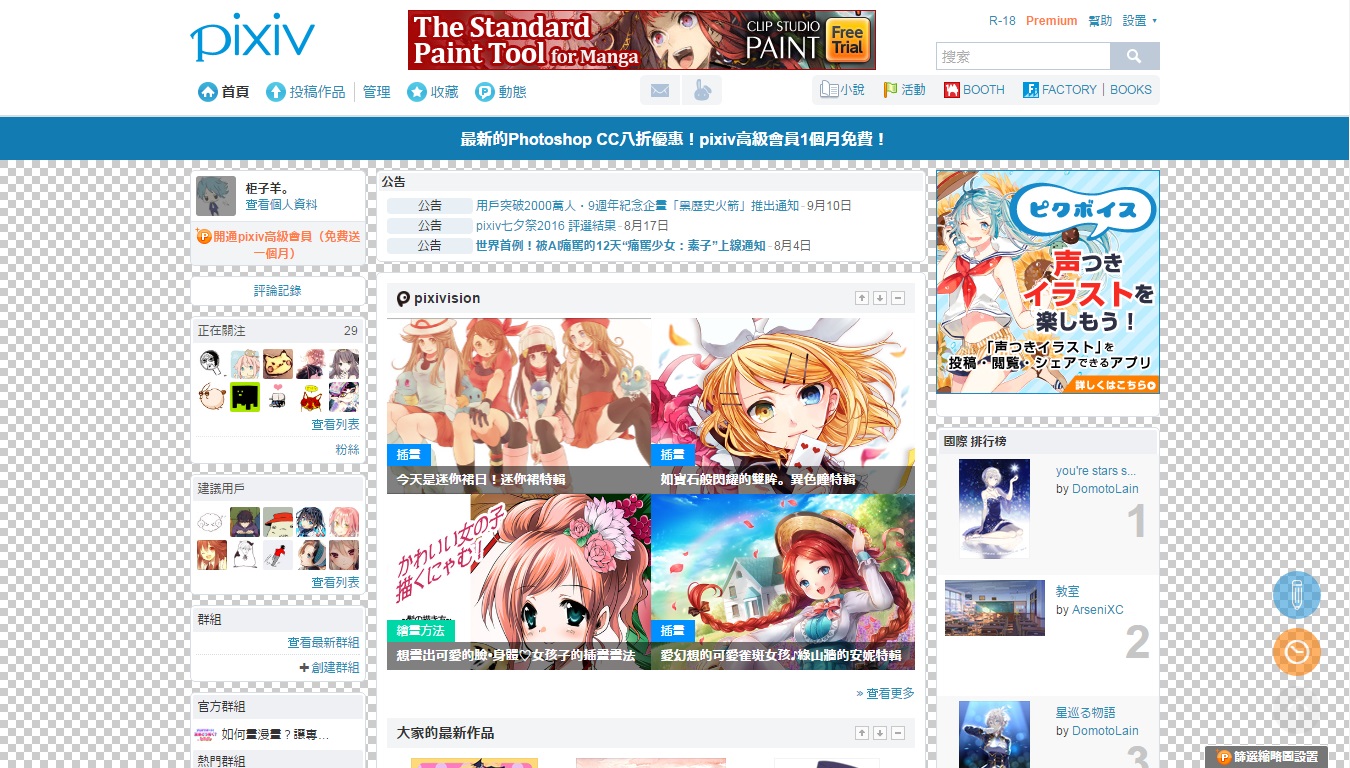 pixiv
The Standard
Paint Tool for Manga
CLIP STUDIO
PAINT
Free
Trial
R-18 Premium 幫助 設置
搜索
首頁 投稿作品 管理 收藏 動態
小說 活動 BOOTH FACTORY | BOOKS
最新的Photoshop CC八折優惠！pixiv高級會員1個月免費！
柜子羊。
查看個人資料
開通pixiv高級會員（免費送
一個月）
評論記錄
正在關注 29
查看列表
粉絲
建議用戶
查看列表
群組
查看最新群組
創建群組
官方群組
如何畫漫畫？專...
熱門群組
公告
公告 用戶突破2000萬人・9週年紀念企畫「黑歷史火箭」推出通知 - 9月10日
公告 pixiv七夕祭2016 評選結果 - 8月17日
公告 世界首例！被AI痛罵的12天“痛罵少女：素子”上線通知 - 8月4日
pixivision
插畫
今天是迷你裙日！迷你裙特輯
插畫
如寶石般閃耀的雙眸。異色瞳特輯
かわいい女の子
描くにゃむ！
繪畫方法
想畫出可愛的臉•身體♡女孩子的插畫畫法
插畫
愛幻想的可愛雀斑女孩♪綠山牆的安妮特輯
» 查看更多
大家的最新作品
ピクボイス
声つき
イラストを
楽しもう！
「声つきイラスト」を
投稿・閲覧・シェアできるアプリ
詳しくはこちら
國際 排行榜
you're stars s...
by DomotoLain
1
教室
by ArseniXC
2
星巡る物語
by DomotoLain
3
篩選縮略圖設置